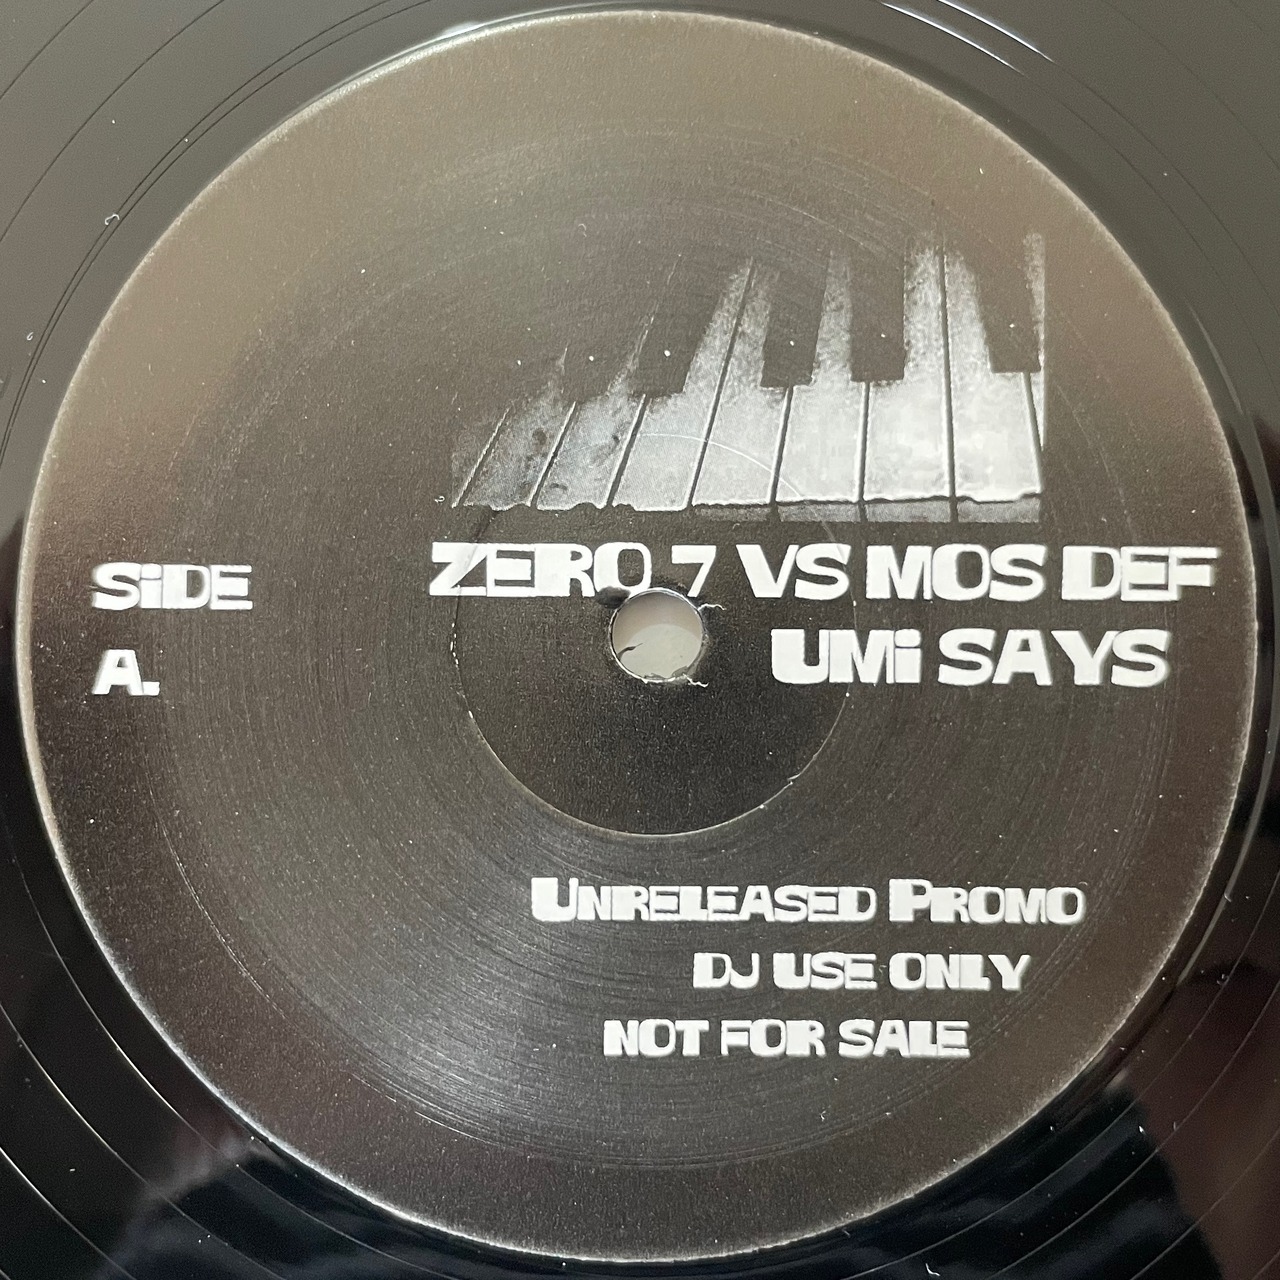 SiDE
A.
ZERO 7 VS MOS DEF
UMi SAYS
UNRELEASED PROMO
DJ USE ONLY
NOT FOR SALE